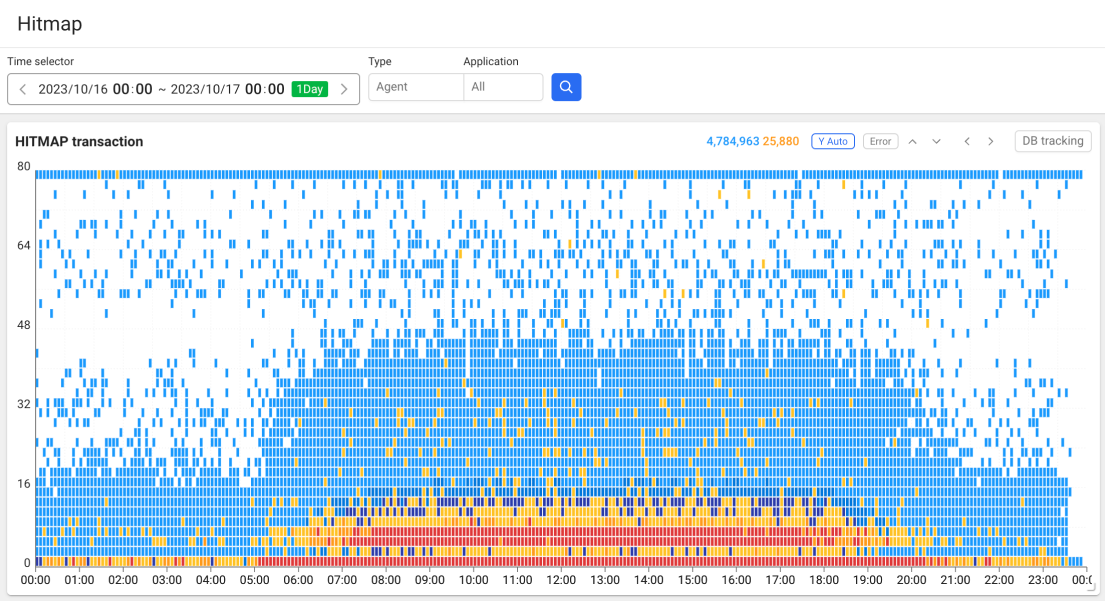 Hitmap
Time selector
Type
Application
2023/10/16 00:00 ~ 2023/10/17 00:00 1Day
Agent
All
HITMAP transaction
4,784,963 25,880
Y Auto
Error
DB tracking
80
64
48
32
16
0
00:00 01:00 02:00 03:00 04:00 05:00 06:00 07:00 08:00 09:00 10:00 11:00 12:00 13:00 14:00 15:00 16:00 17:00 18:00 19:00 20:00 21:00 22:00 23:00 00:(